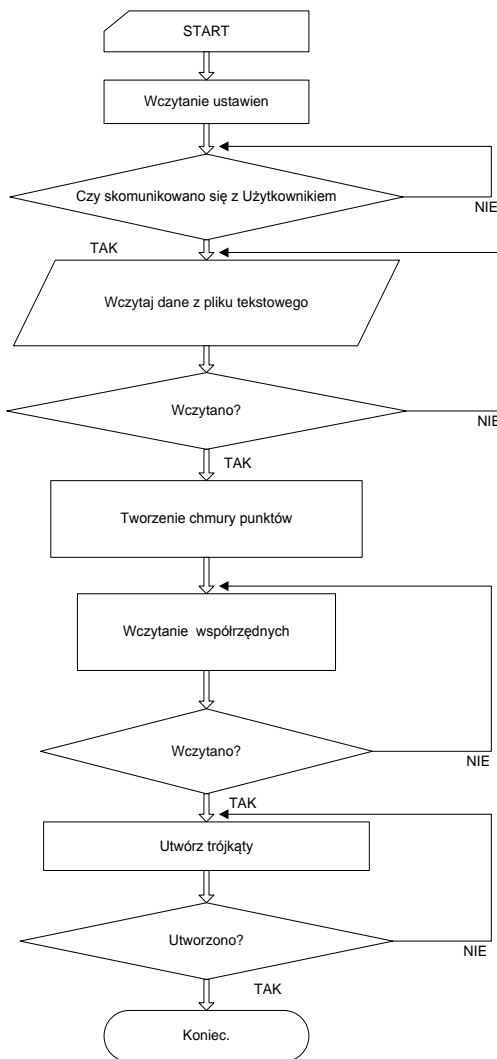 START
Wczytanie ustawien
Czy skomunikowano się z Użytkownikiem
NIE
TAK
Wczytaj dane z pliku tekstowego
Wczytano?
NIE
TAK
Tworzenie chmury punktów
Wczytanie współrzędnych
Wczytano?
NIE
TAK
Utwórz trójkąty
Utworzono?
NIE
TAK
Koniec.